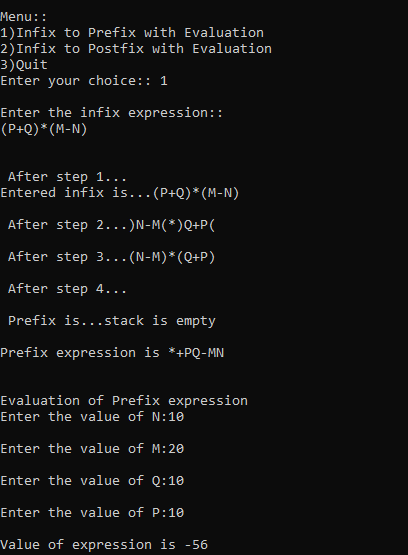 Menu::
1)Infix to Prefix with Evaluation
2)Infix to Postfix with Evaluation
3)Quit
Enter your choice:: 1
Enter the infix expression::
(P+Q)*(M-N)
After step 1...
Entered infix is...(P+Q)*(M-N)
After step 2...)N-M(*)Q+P(
After step 3...(N-M)*(Q+P)
After step 4...
Prefix is...stack is empty
Prefix expression is *+PQ-MN
Evaluation of Prefix expression
Enter the value of N:10
Enter the value of M:20
Enter the value of Q:10
Enter the value of P:10
Value of expression is -56